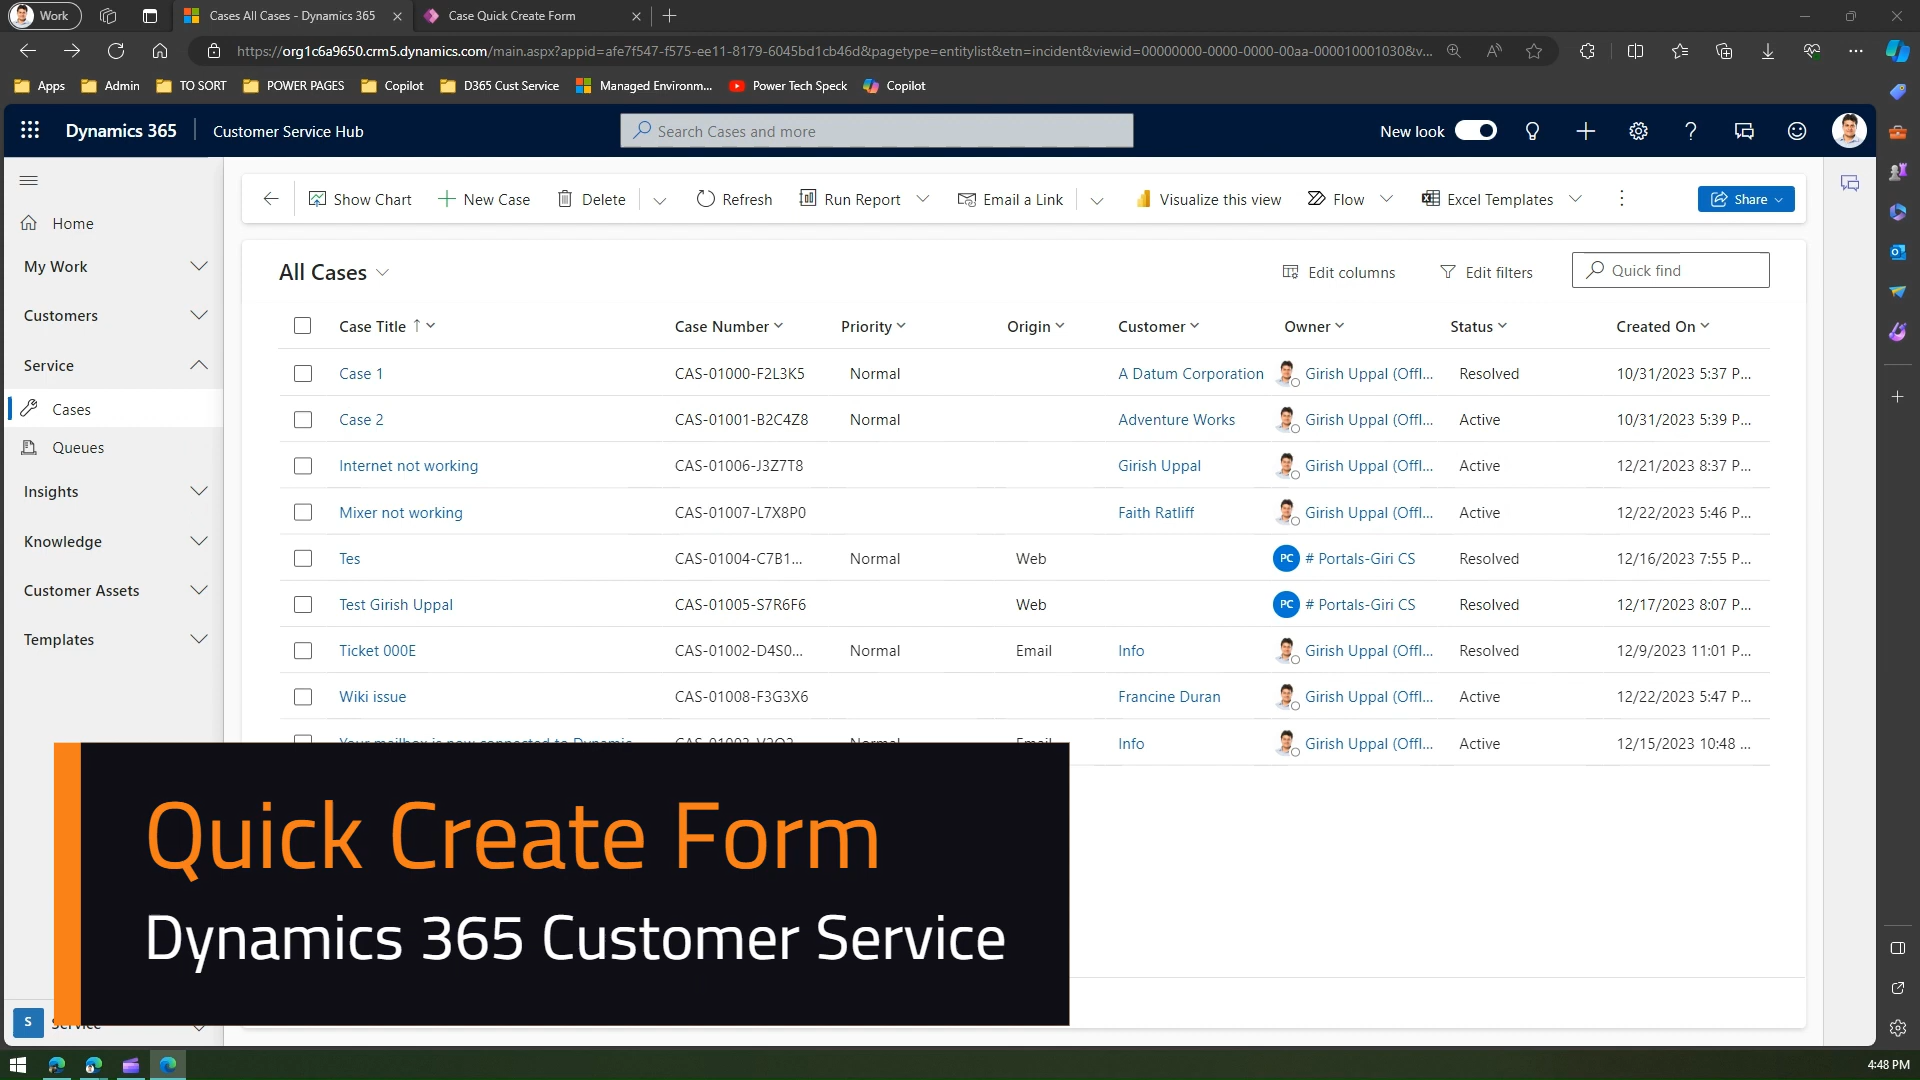 Work
Cases All Cases - Dynamics 365
Case Quick Create Form
https://org1c6a9650.crm5.dynamics.com/main.aspx?appid=afe7f547-f575-ee11-8179-6045bd1cb46d&pagetype=entitylist&etn=incident&viewid=00000000-0000-0000-00aa-000010001030&v...
Apps
Admin
TO SORT
POWER PAGES
Copilot
D365 Cust Service
Managed Environm...
Power Tech Speck
Copilot
Dynamics 365
Customer Service Hub
Search Cases and more
New look
Show Chart
New Case
Delete
Refresh
Run Report
Email a Link
Visualize this view
Flow
Excel Templates
Share
Home
My Work
Customers
Service
Cases
Queues
Insights
Knowledge
Customer Assets
Templates
All Cases
Edit columns
Edit filters
Quick find
Case Title Case Number Priority Origin Customer Owner Status Created On
Case 1 CAS-01000-F2L3K5 Normal A Datum Corporation Girish Uppal (Offl... Resolved 10/31/2023 5:37 P...
Case 2 CAS-01001-B2C4Z8 Normal Adventure Works Girish Uppal (Offl... Active 10/31/2023 5:39 P...
Internet not working CAS-01006-J3Z7T8 Girish Uppal Girish Uppal (Offl... Active 12/21/2023 8:37 P...
Mixer not working CAS-01007-L7X8P0 Faith Ratliff Girish Uppal (Offl... Active 12/22/2023 5:46 P...
Tes CAS-01004-C7B1... Normal Web PC # Portals-Giri CS Resolved 12/16/2023 7:55 P...
Test Girish Uppal CAS-01005-S7R6F6 Web PC # Portals-Giri CS Resolved 12/17/2023 8:07 P...
Ticket 000E CAS-01002-D4S0... Normal Email Info Girish Uppal (Offl... Resolved 12/9/2023 11:01 P...
Wiki issue CAS-01008-F3G3X6 Francine Duran Girish Uppal (Offl... Active 12/22/2023 5:47 P...
Your mailbox is now connected to Dynamic... Normal Email Info Girish Uppal (Offl... Active 12/15/2023 10:48 ...
Quick Create Form
Dynamics 365 Customer Service
S Service
4:48 PM